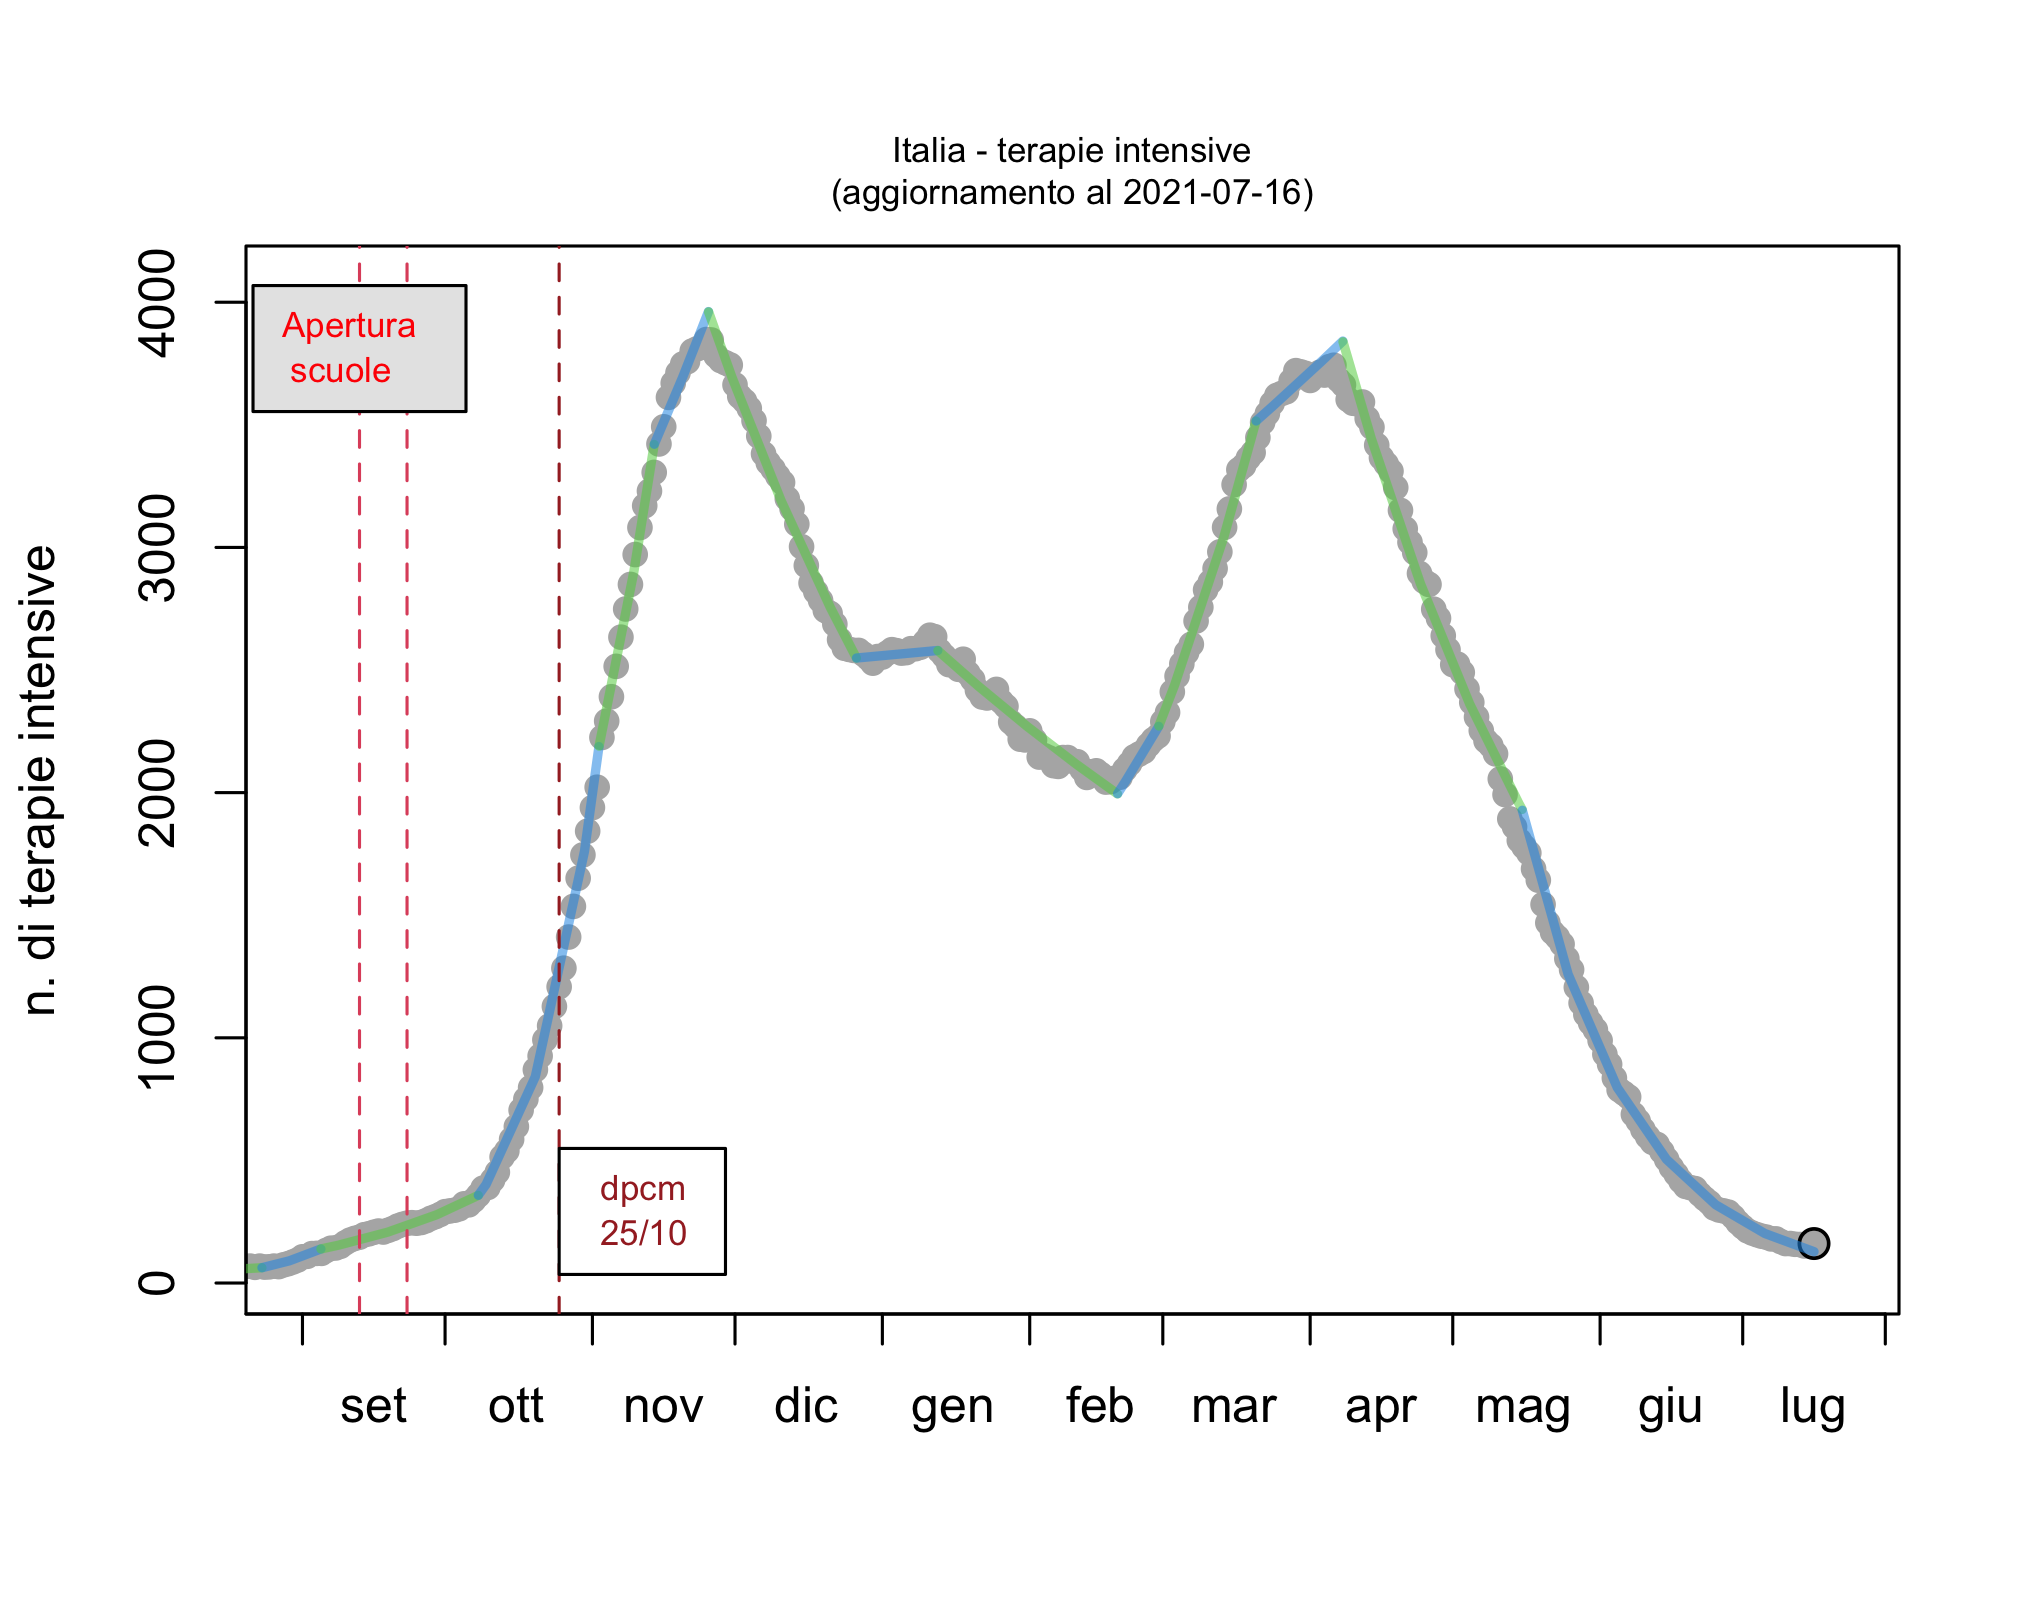 Italia - terapie intensive
(aggiornamento al 2021-07-16)
n. di terapie intensive
4000
3000
2000
1000
0
Apertura
scuole
dpcm
25/10
set ott nov dic gen feb mar apr mag giu lug